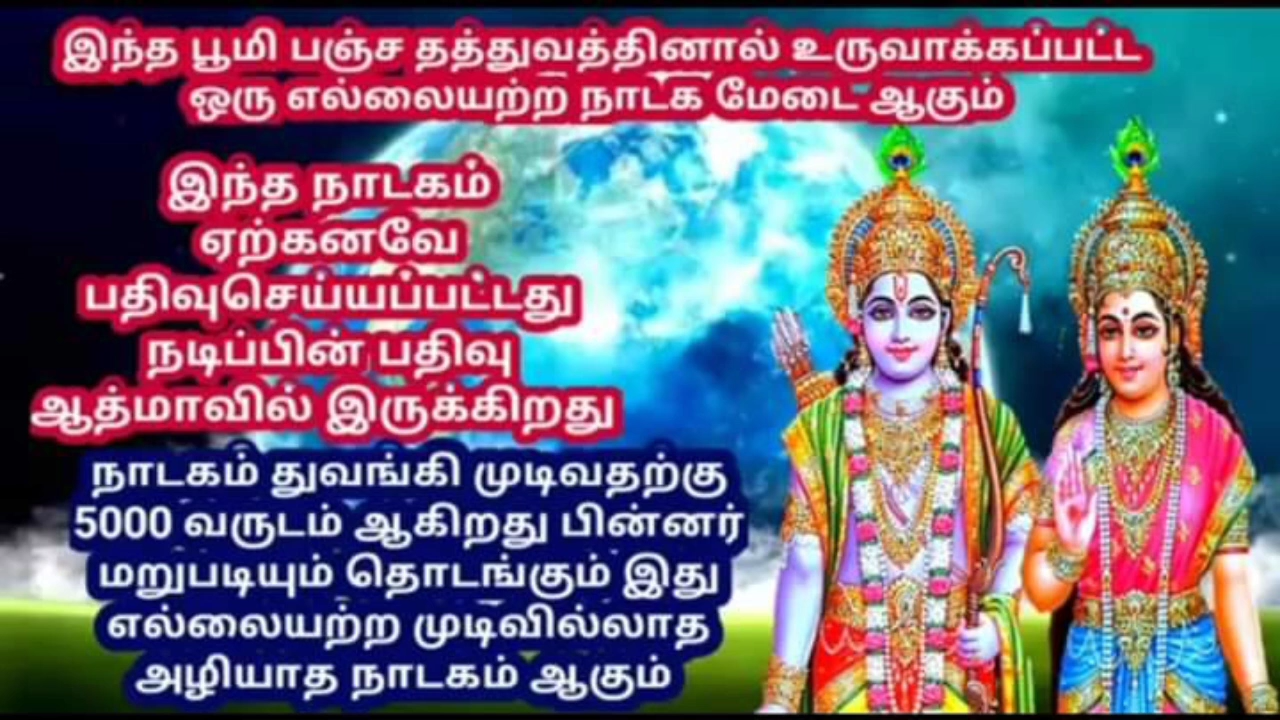 இந்த பூமி பஞ்ச தத்துவத்தினால் உருவாக்கப்பட்ட
ஒரு எல்லையற்ற நாடக மேடை ஆகும்
இந்த நாடகம்
ஏற்கனவே
பதிவுசெய்யப்பட்டது
நடிப்பின் பதிவு
ஆத்மாவில் இருக்கிறது
நாடகம் துவங்கி முடிவதற்கு
5000 வருடம் ஆகிறது பின்னர்
மறுபடியும் தொடங்கும் இது
எல்லையற்ற முடிவில்லாத
அழியாத நாடகம் ஆகும்